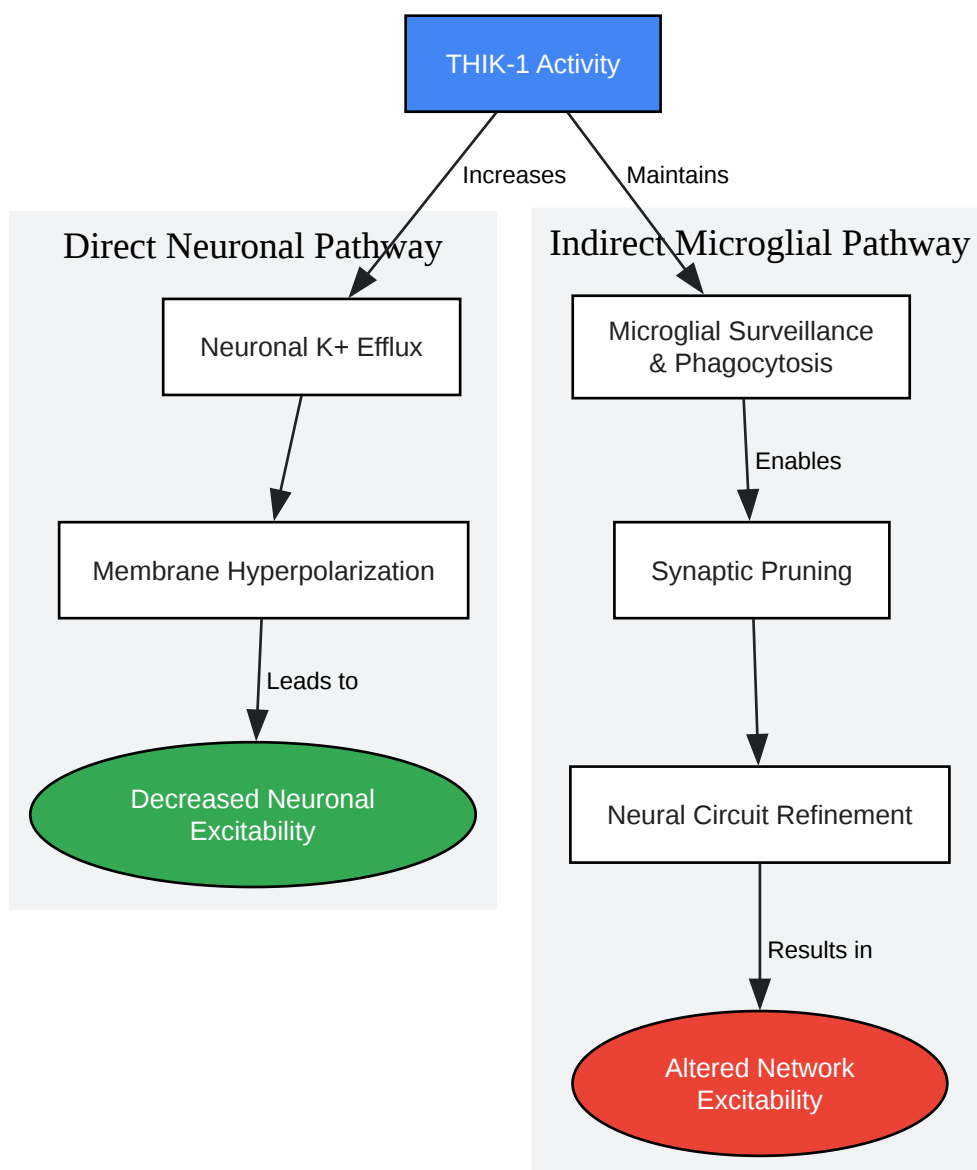 THIK-1 Activity
Increases
Maintains
Direct Neuronal Pathway
Indirect Microglial Pathway
Neuronal K+ Efflux
Microglial Surveillance
& Phagocytosis
Enables
Membrane Hyperpolarization
Synaptic Pruning
Leads to
Decreased Neuronal
Excitability
Neural Circuit Refinement
Results in
Altered Network
Excitability